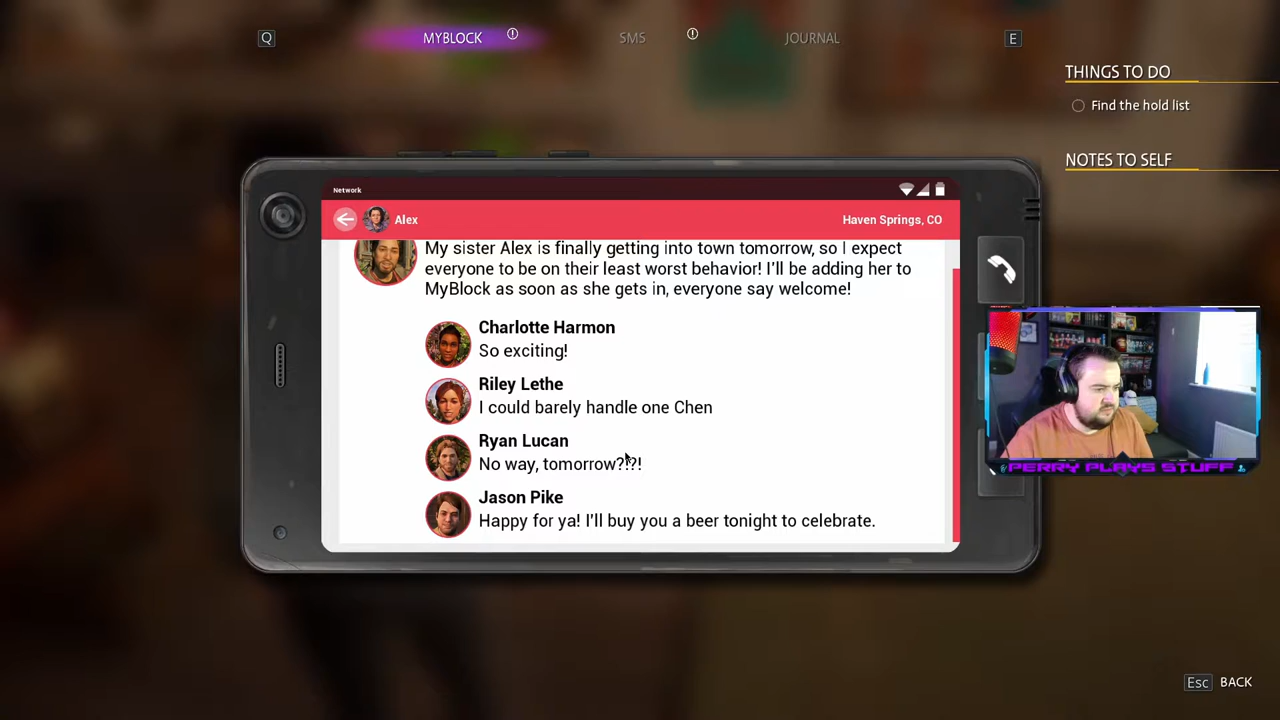 Q
MYBLOCK
SMS
JOURNAL
E
THINGS TO DO
Find the hold list
NOTES TO SELF
Network
Alex
Haven Springs, CO
My sister Alex is finally getting into town tomorrow, so I expect
everyone to be on their least worst behavior! I'll be adding her to
MyBlock as soon as she gets in, everyone say welcome!
Charlotte Harmon
So exciting!
Riley Lethe
I could barely handle one Chen
Ryan Lucan
No way, tomorrow?!?!
Jason Pike
Happy for ya! I'll buy you a beer tonight to celebrate.
PERRY PLAYS STUFF
Esc BACK